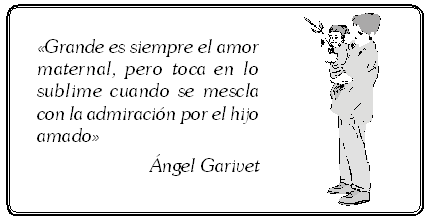 «Grande es siempre el amor
maternal, pero toca en lo
sublime cuando se mescla
con la admiración por el hijo
amado»
Ángel Garivet